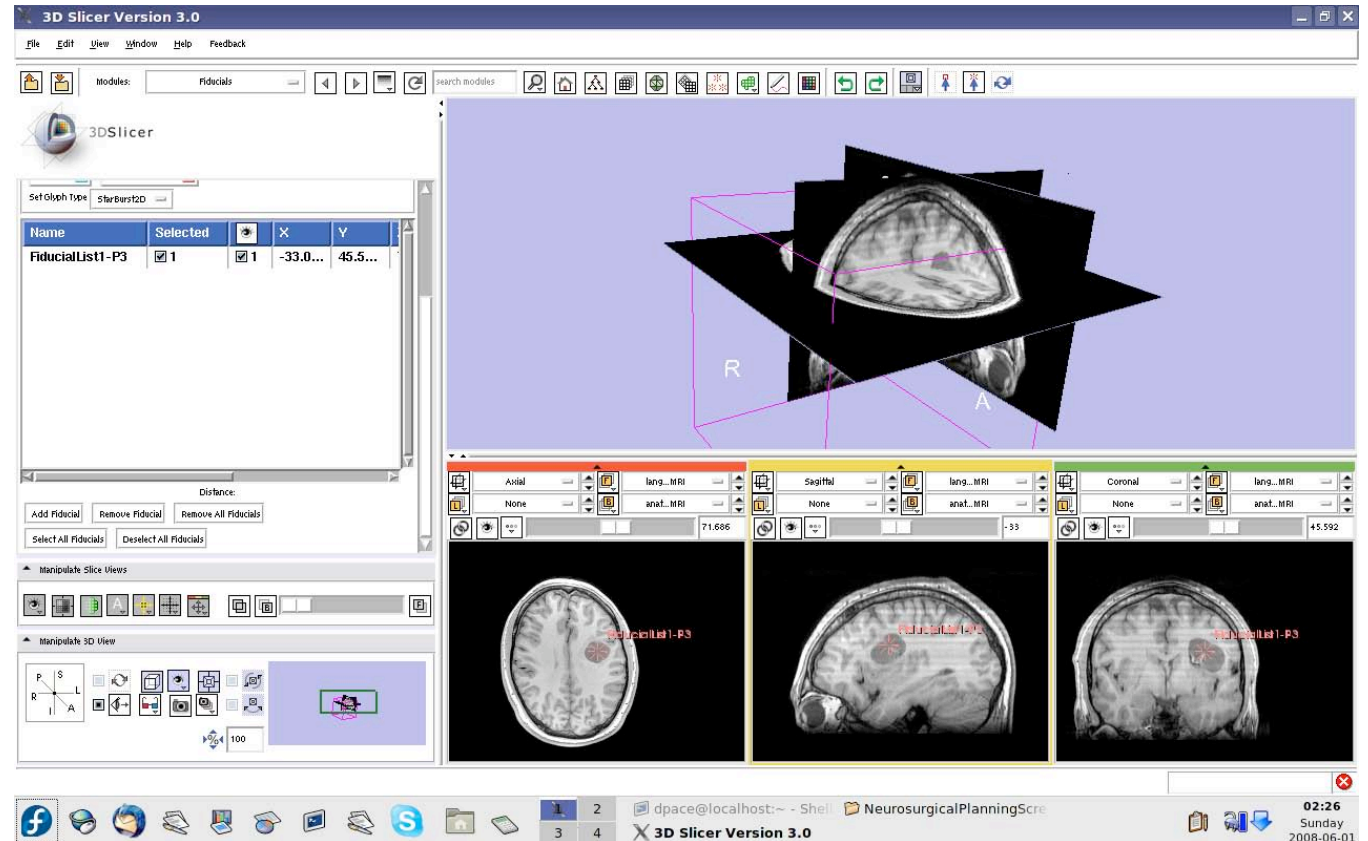 3D Slicer Version 3.0
File Edit View Window Help Feedback
Modules: Fiducials search modules
3DSlicer
Set Glyph Type StarBurst2D
Name Selected X Y
FiducialList1-P3 1 1 -33.0... 45.5...
R
A
Distance:
Add Fiducial Remove Fiducial Remove All Fiducials
Select All Fiducials Deselect All Fiducials
Axial F lang...MRI Sagittal F lang...MRI Coronal F lang...MRI
L None B anat...MRI L None B anat...MRI L None B anat...MRI
71.686 -33 45.592
Manipulate Slice Views
A B F
Manipulate 3D View
P S
R L
I A
% 100
FiducialList1-P3
FiducialList1-P3
FiducialList1-P3
1 2 dpace@localhost:~ - Shell NeurosurgicalPlanningScre
3 4 3D Slicer Version 3.0
02:26
Sunday
2008-06-01